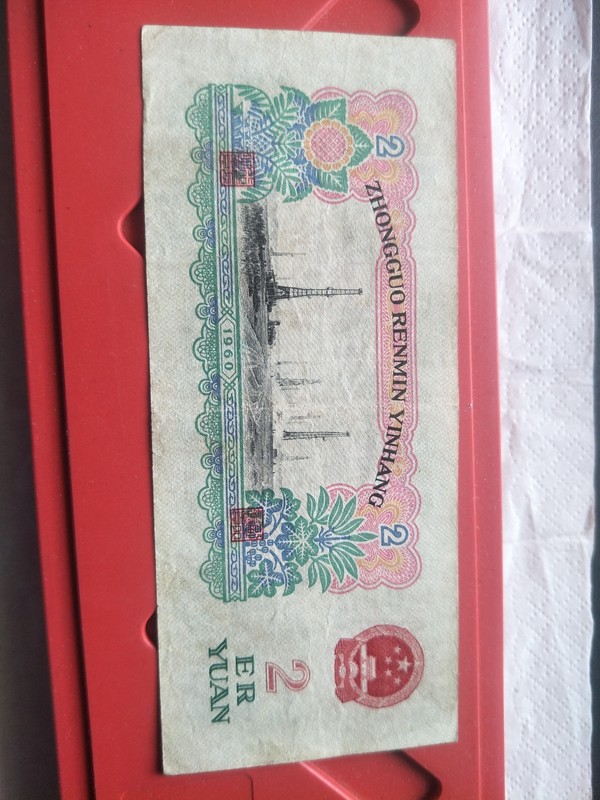 ZHONGGUO RENMIN YINHANG
2
2
1960
2
ER
YUAN